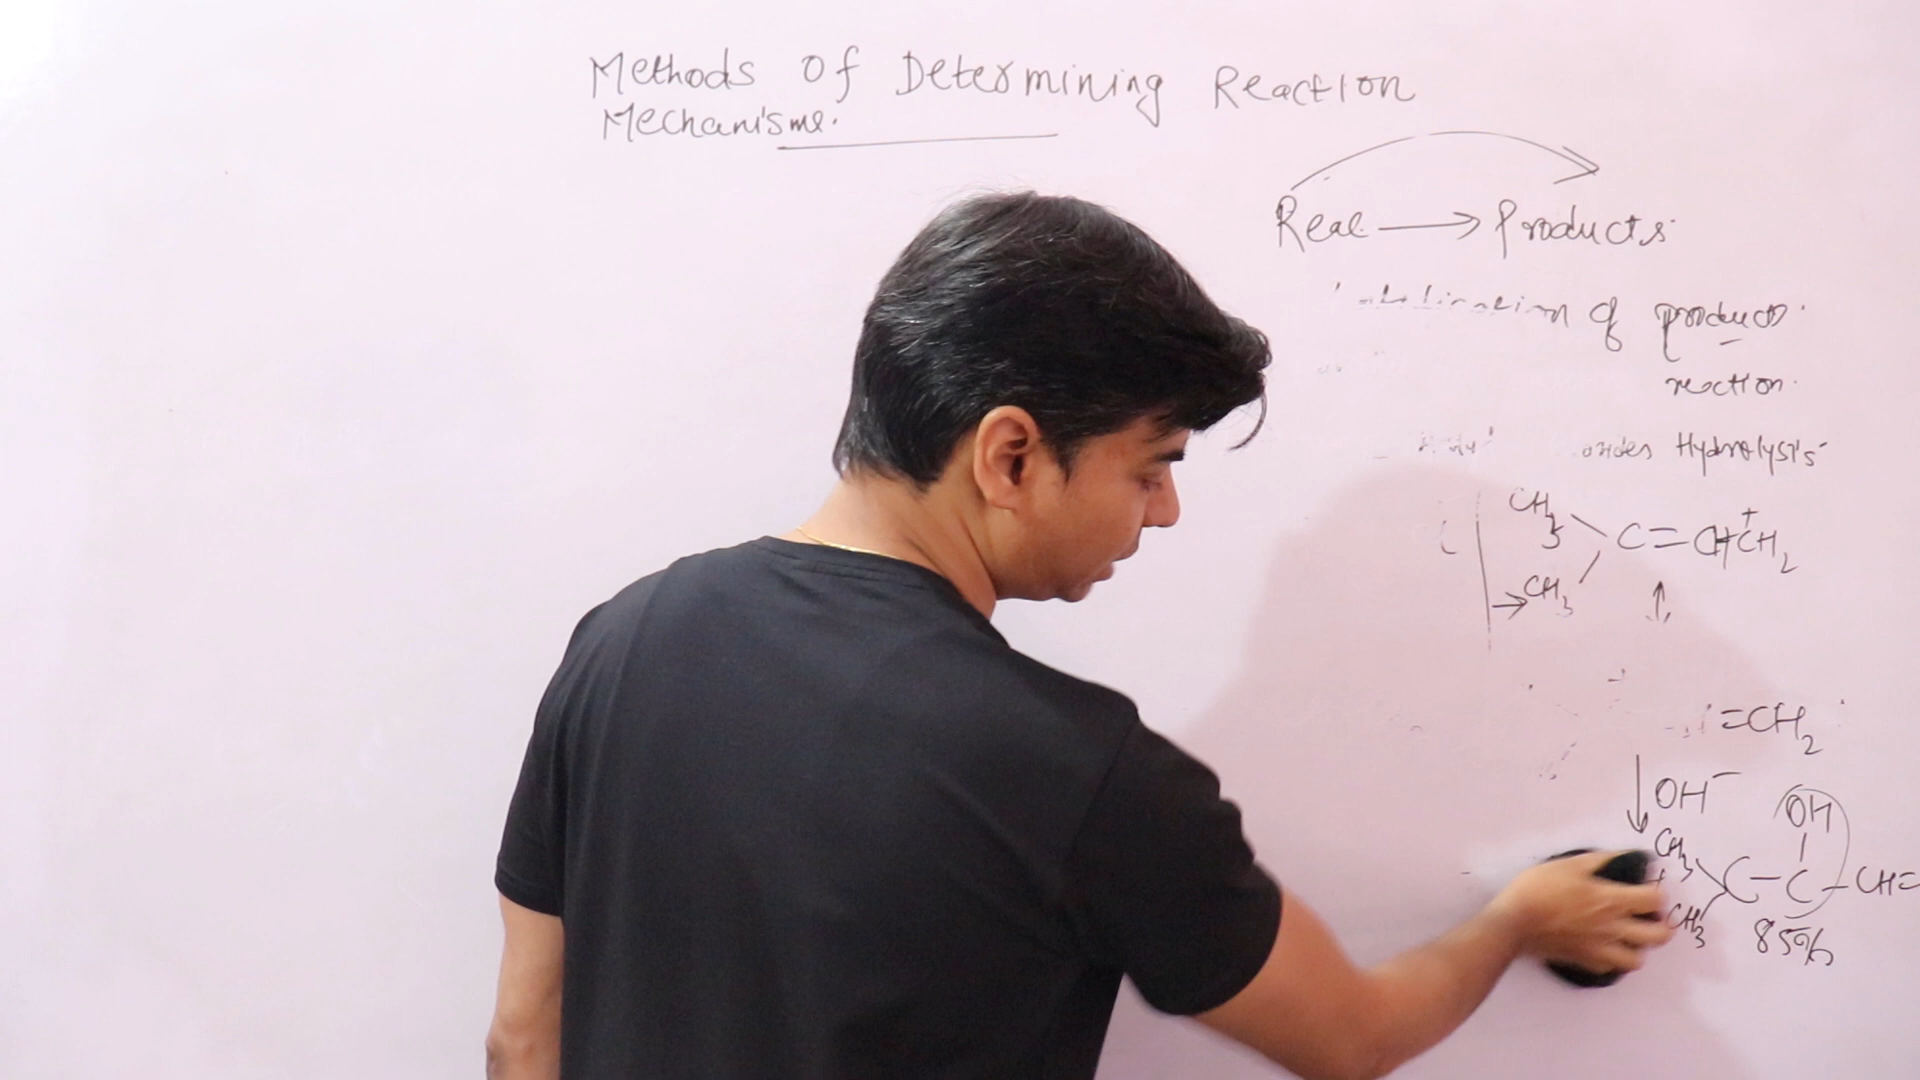 Methods Of Determining Reaction
Mechanisms.
Reac → Products.
of products.
reaction.
Hydrolysis
CH3 C=CH+CH2
→ CH3
=CH2
↓ OH- OH
CH3 C-C-CH=
CH3 85%